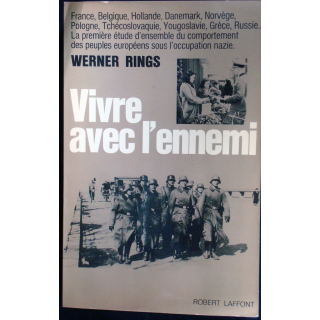 France, Belgique, Hollande, Danemark, Norvège,
Pologne, Tchécoslovaquie, Yougoslavie, Grèce, Russie...
La première étude d'ensemble du comportement
des peuples européens sous l'occupation nazie.
WERNER RINGS
Vivre
avec l'ennemi
ROBERT LAFFONT